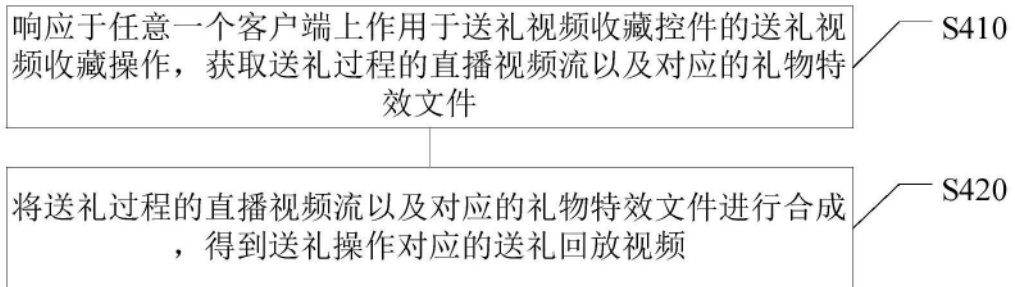 响应于任意一个客户端上作用于送礼视频收藏控件的送礼视
频收藏操作，获取送礼过程的直播视频流以及对应的礼物特
效文件
S410
将送礼过程的直播视频流以及对应的礼物特效文件进行合成
，得到送礼操作对应的送礼回放视频
S420